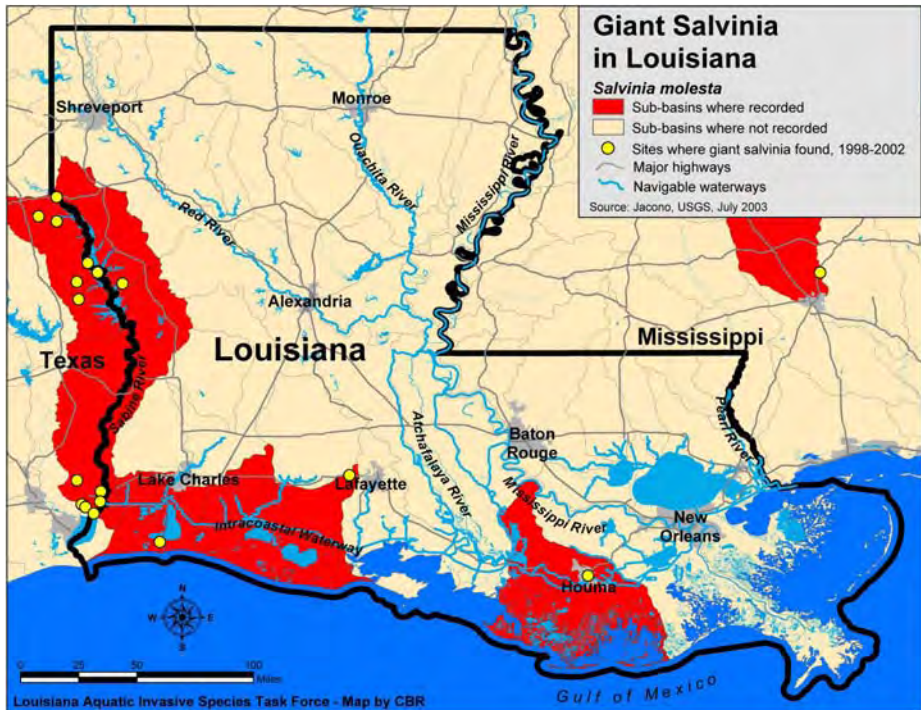 Giant Salvinia
in Louisiana
Salvinia molesta
Sub-basins where recorded
Sub-basins where not recorded
Sites where giant salvinia found, 1998-2002
Major highways
Navigable waterways
Source: Jacono, USGS, July 2003
Shreveport
Monroe
Ouachita River
Mississippi River
Red River
Alexandria
Texas
Louisiana
Mississippi
Sabine River
Pearl River
Atchafalaya River
Baton
Rouge
Lake Charles
Lafayette
Mississippi River
Intracoastal Waterway
New
Orleans
Houma
N
W E
S
0 25 50 100
Miles
Gulf of Mexico
Louisiana Aquatic Invasive Species Task Force - Map by CBR